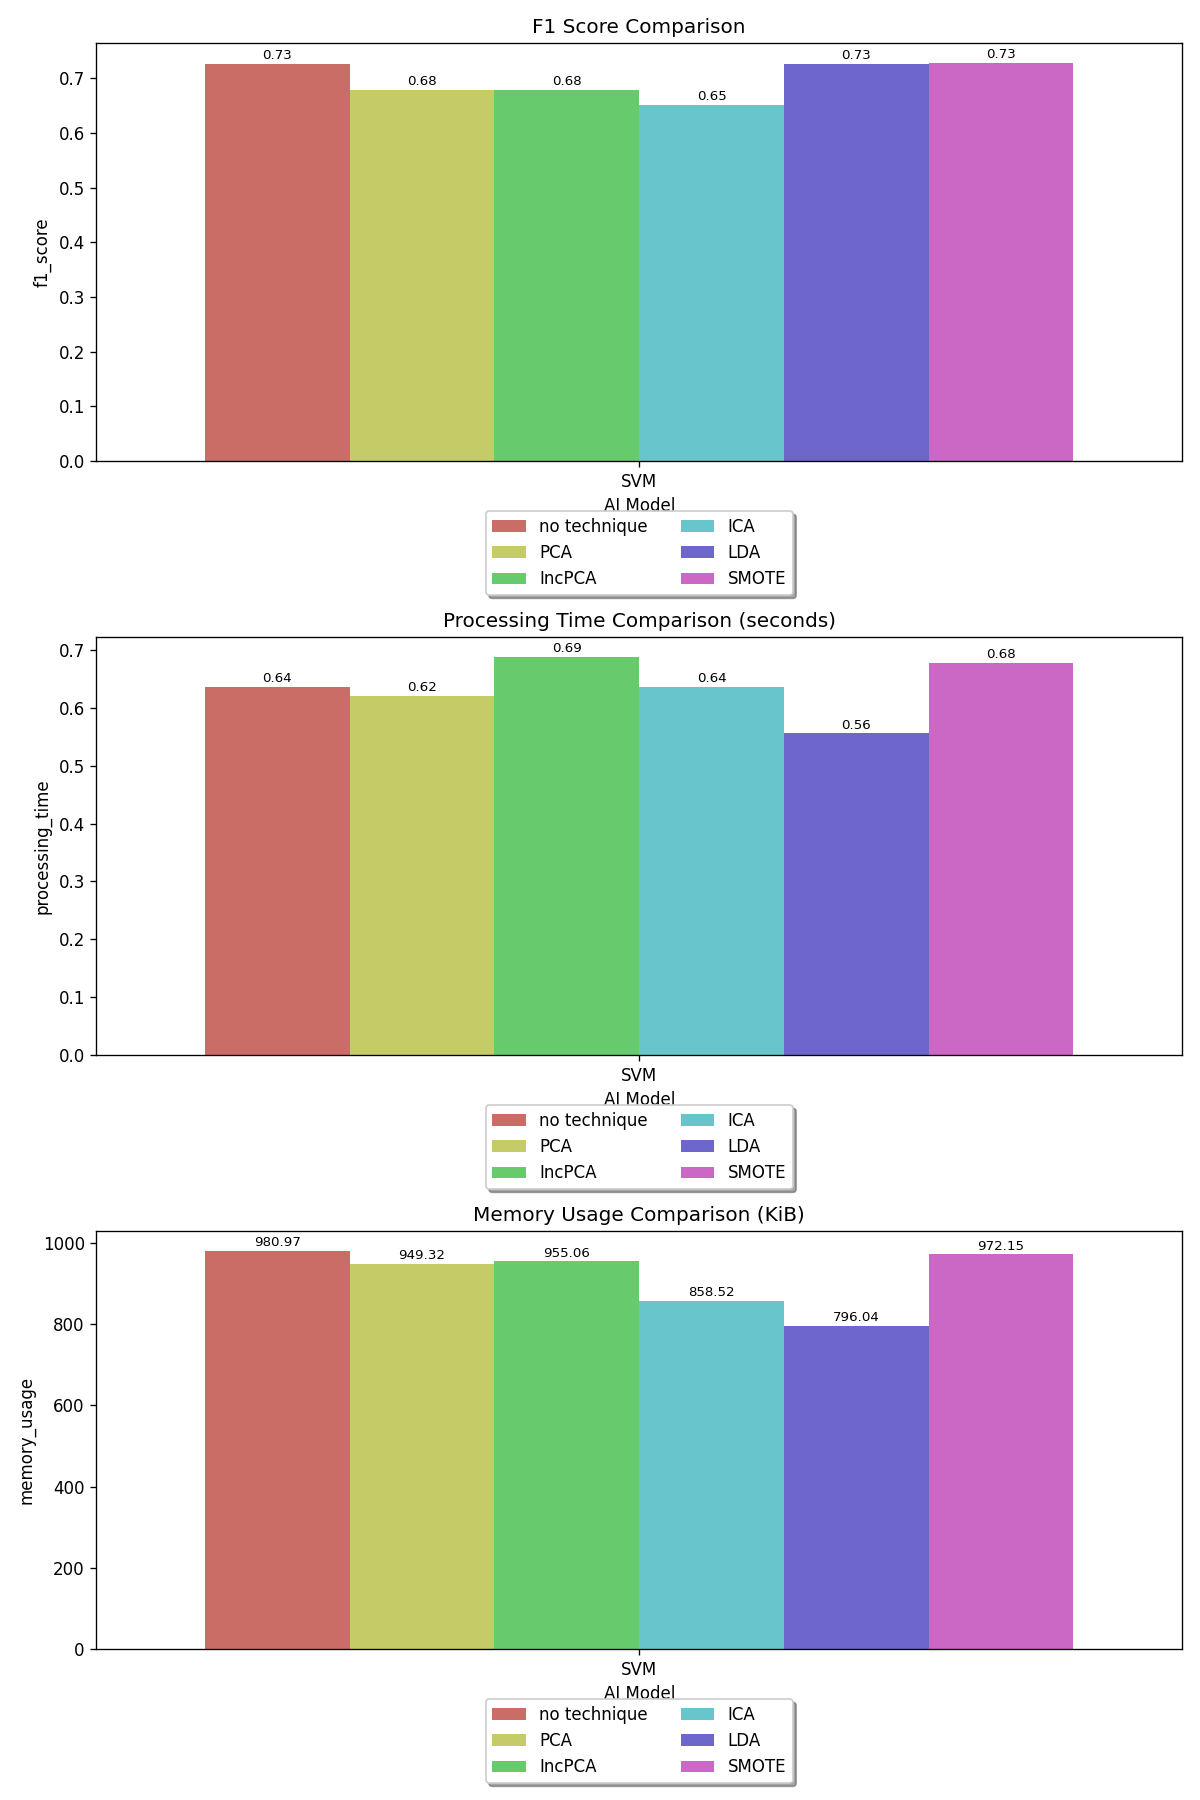 F1 Score Comparison
0.73
0.68
0.68
0.65
0.73
0.73
0.7
0.6
0.5
0.4
0.3
0.2
0.1
0.0
f1_score
SVM
AI Model
no technique
PCA
IncPCA
ICA
LDA
SMOTE
Processing Time Comparison (seconds)
0.64
0.62
0.69
0.64
0.56
0.68
0.7
0.6
0.5
0.4
0.3
0.2
0.1
0.0
processing_time
SVM
AI Model
no technique
PCA
IncPCA
ICA
LDA
SMOTE
Memory Usage Comparison (KiB)
980.97
949.32
955.06
858.52
796.04
972.15
1000
800
600
400
200
0
memory_usage
SVM
AI Model
no technique
PCA
IncPCA
ICA
LDA
SMOTE